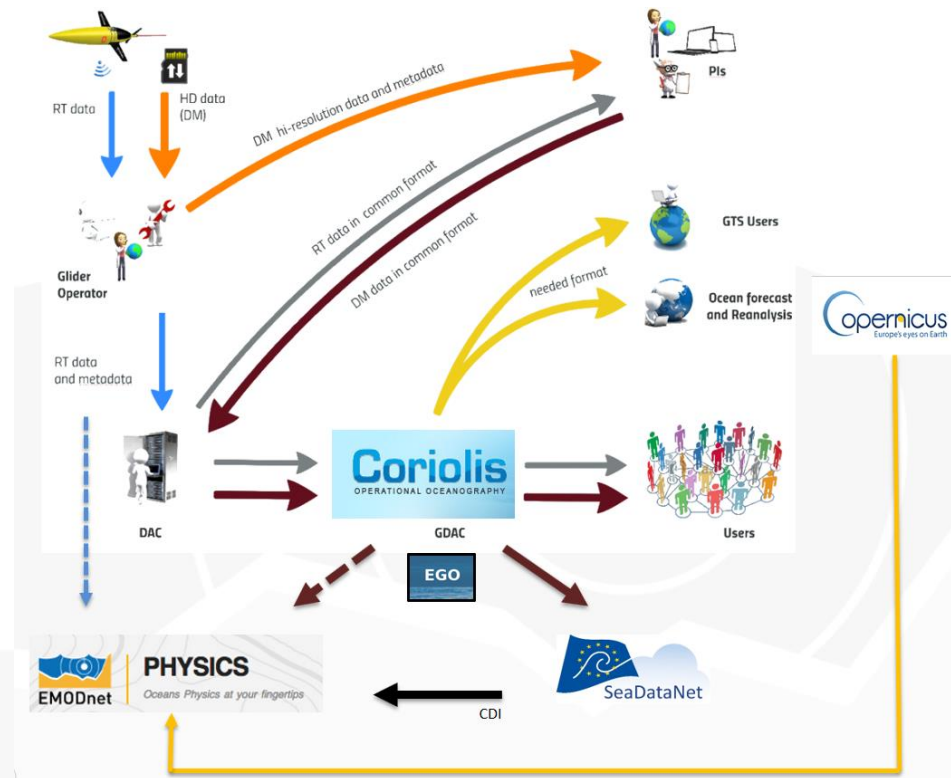 RT data
HD data
(DM)
DM hi-resolution data and metadata
PIs
RT data in common format
DM data in common format
Glider
Operator
GTS Users
needed format
Ocean forecast
and Reanalysis
Copernicus
Europe's eyes on Earth
RT data
and metadata
Coriolis
OPERATIONAL OCEANOGRAPHY
DAC
GDAC
Users
EGO
EMODnet
PHYSICS
Oceans Physics at your fingertips
SeaDataNet
CDI